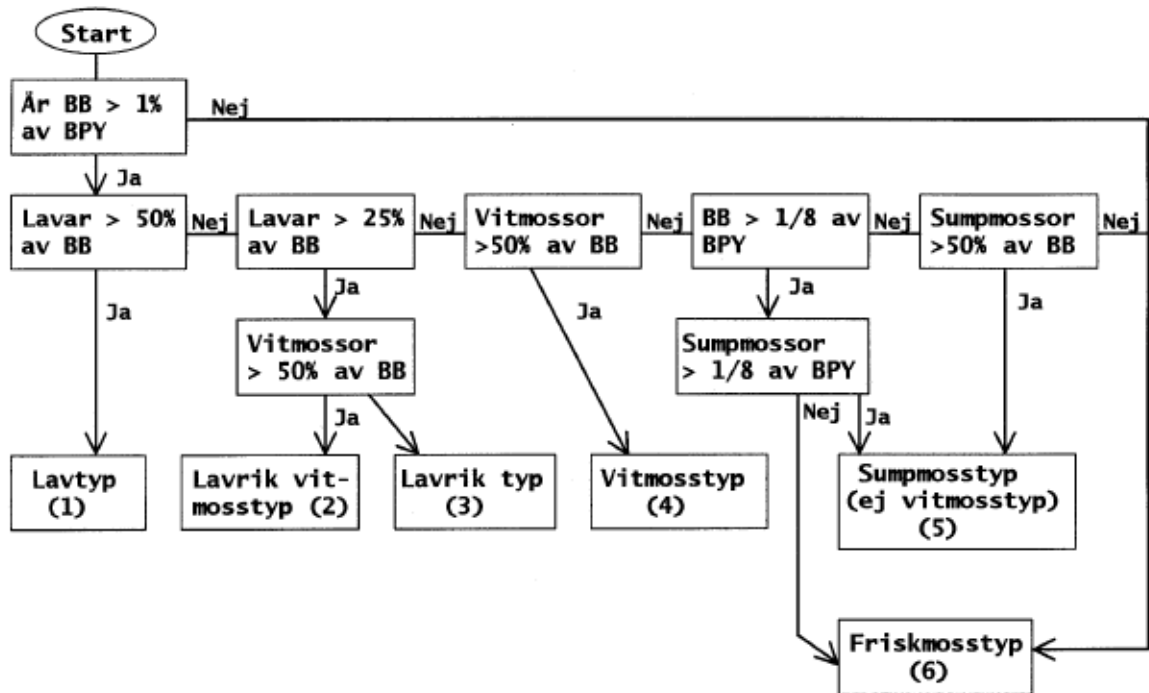 Start
Är BB > 1%
av BPY
Nej
Ja
Lavar > 50%
av BB
Nej
Lavar > 25%
av BB
Nej
Vitmossor
>50% av BB
Nej
BB > 1/8 av
BPY
Nej
Sumpmossor
>50% av BB
Nej
Ja
Ja
Ja
Ja
Ja
Vitmossor
> 50% av BB
Sumpmossor
> 1/8 av BPY
Ja
Nej
Ja
Lavtyp
(1)
Lavrik vit-
mosstyp (2)
Lavrik typ
(3)
Vitmosstyp
(4)
Sumpmosstyp
(ej vitmosstyp)
(5)
Friskmosstyp
(6)